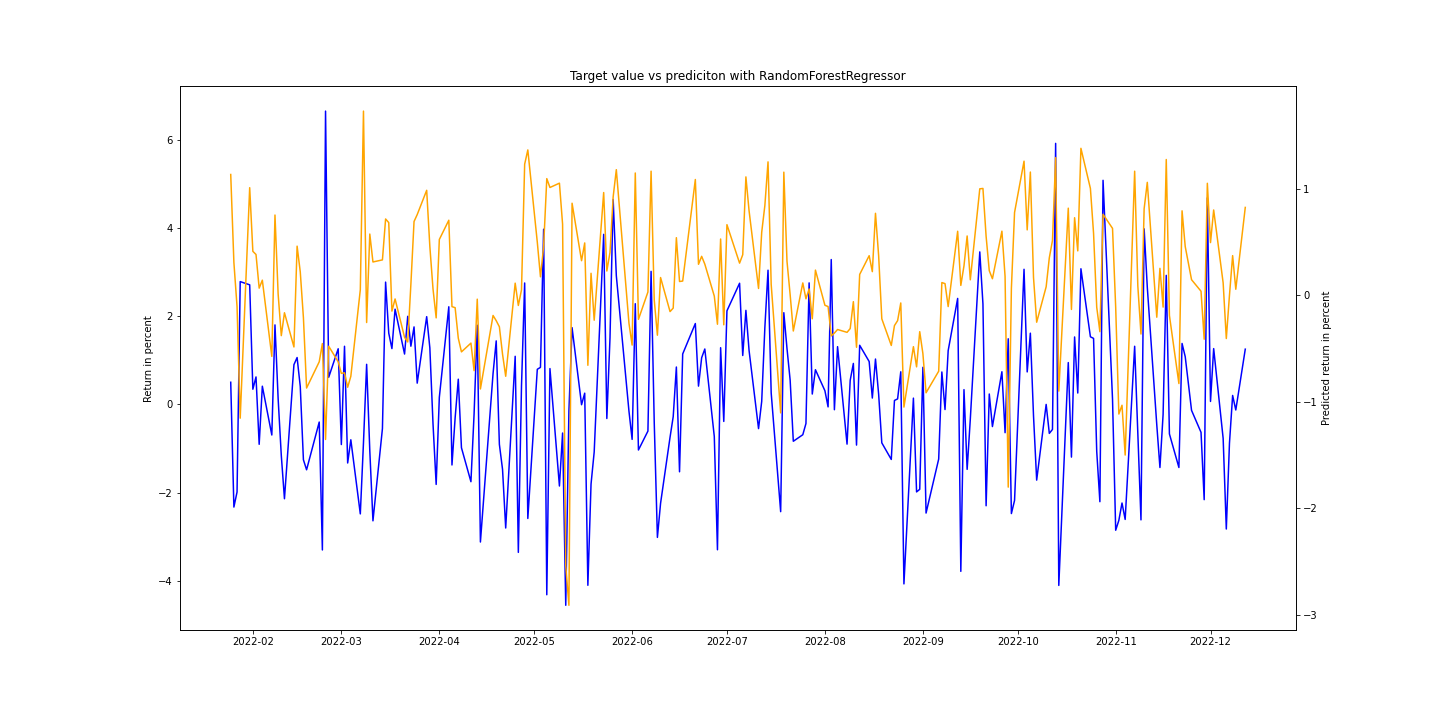 Target value vs prediciton with RandomForestRegressor
6
4
2
0
−2
−4
Return in percent
1
0
−1
−2
−3
Predicted return in percent
2022-02 2022-03 2022-04 2022-05 2022-06 2022-07 2022-08 2022-09 2022-10 2022-11 2022-12